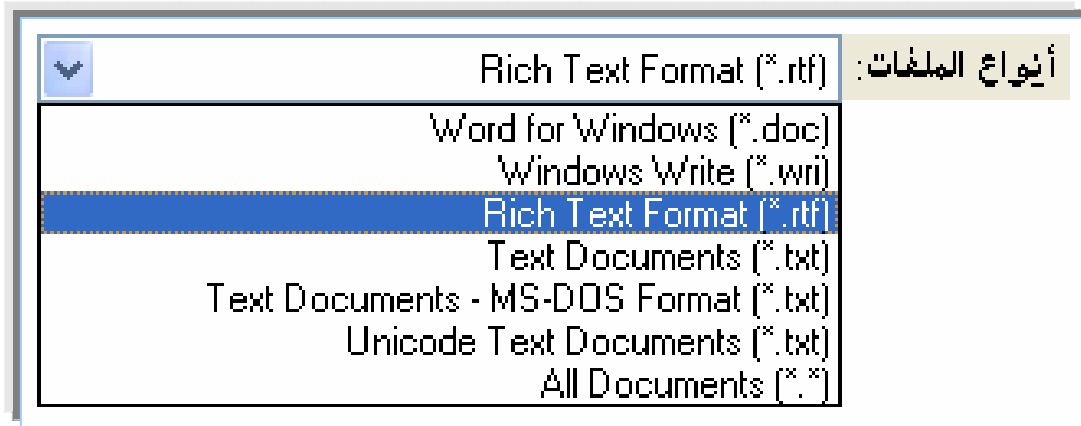 أنواع الملفات: Rich Text Format (*.rtf)
Word for Windows (*.doc)
Windows Write (*.wri)
Rich Text Format (*.rtf)
Text Documents (*.txt)
Text Documents - MS-DOS Format (*.txt)
Unicode Text Documents (*.txt)
All Documents (*.*)